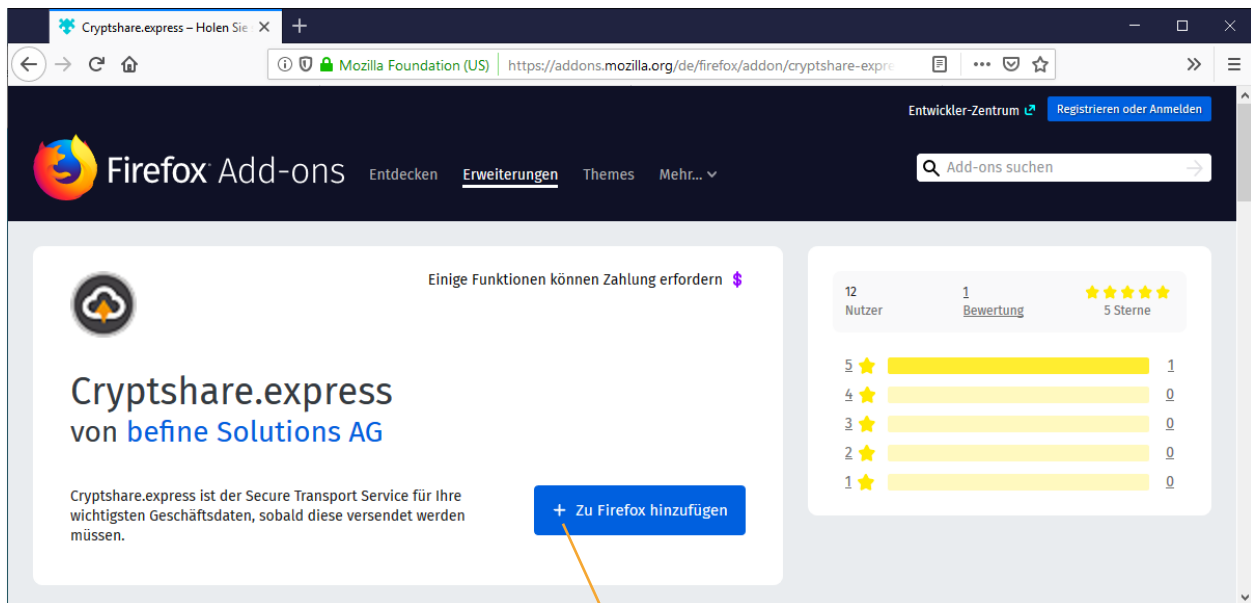 Cryptshare.express – Holen Sie
Mozilla Foundation (US) https://addons.mozilla.org/de/firefox/addon/cryptshare-expre
Entwickler-Zentrum Registrieren oder Anmelden
Firefox Add-ons Entdecken Erweiterungen Themes Mehr... Add-ons suchen
Einige Funktionen können Zahlung erfordern $
Cryptshare.express
von befine Solutions AG
Cryptshare.express ist der Secure Transport Service für Ihre
wichtigsten Geschäftsdaten, sobald diese versendet werden
müssen.
+ Zu Firefox hinzufügen
12 1
Nutzer Bewertung 5 Sterne
5 1
4 0
3 0
2 0
1 0